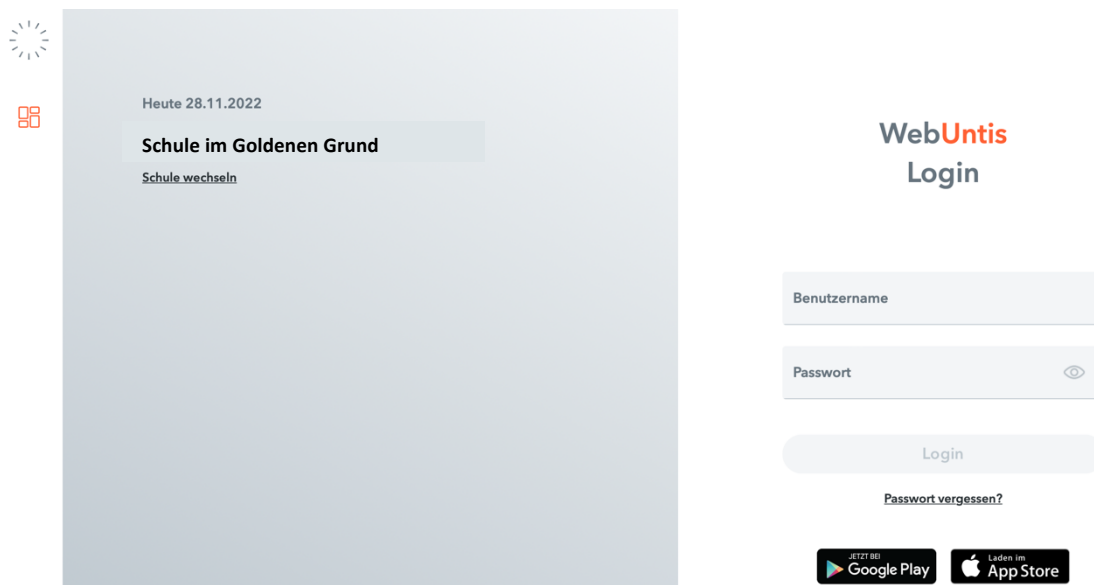 Heute 28.11.2022
Schule im Goldenen Grund
Schule wechseln
WebUntis
Login
Benutzername
Passwort
Login
Passwort vergessen?
JETZT BEI
Google Play
Laden im
App Store